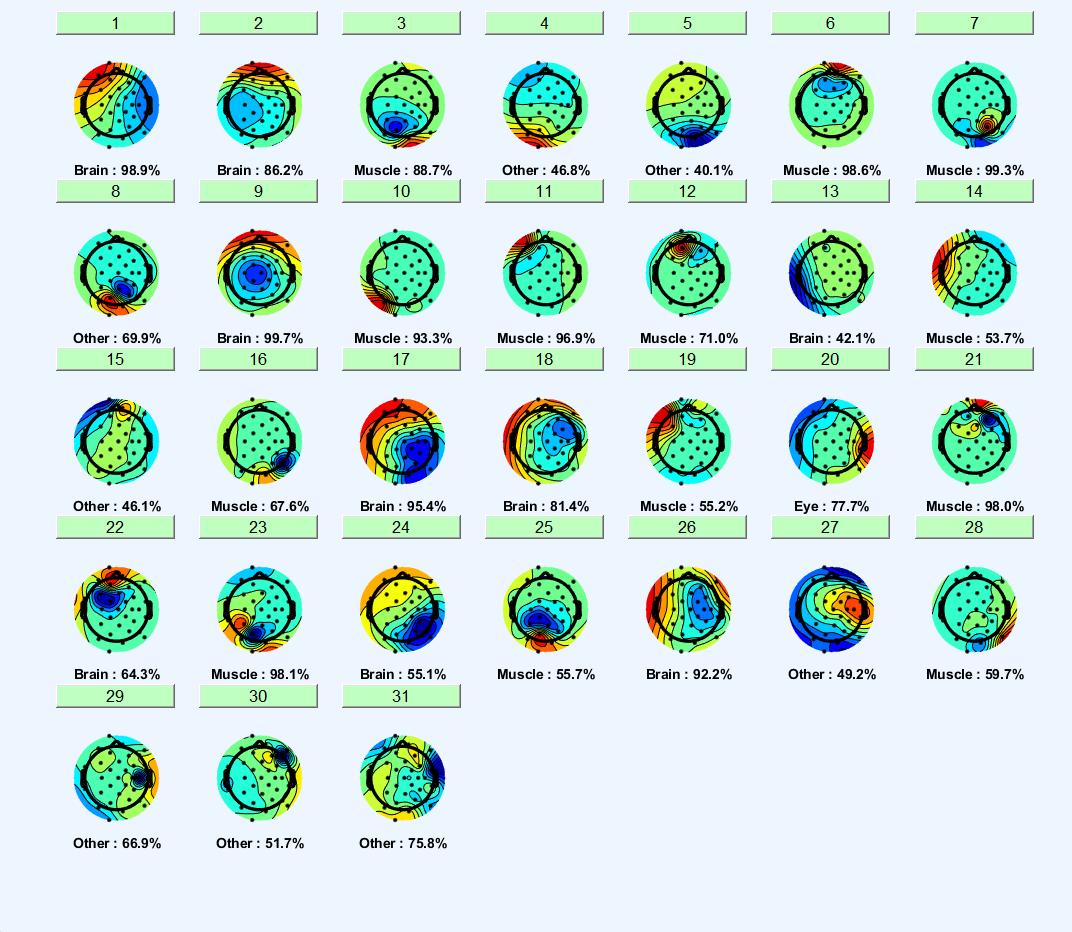 1 2 3 4 5 6 7
Brain : 98.9% Brain : 86.2% Muscle : 88.7% Other : 46.8% Other : 40.1% Muscle : 98.6% Muscle : 99.3%
8 9 10 11 12 13 14
Other : 69.9% Brain : 99.7% Muscle : 93.3% Muscle : 96.9% Muscle : 71.0% Brain : 42.1% Muscle : 53.7%
15 16 17 18 19 20 21
Other : 46.1% Muscle : 67.6% Brain : 95.4% Brain : 81.4% Muscle : 55.2% Eye : 77.7% Muscle : 98.0%
22 23 24 25 26 27 28
Brain : 64.3% Muscle : 98.1% Brain : 55.1% Muscle : 55.7% Brain : 92.2% Other : 49.2% Muscle : 59.7%
29 30 31
Other : 66.9% Other : 51.7% Other : 75.8%